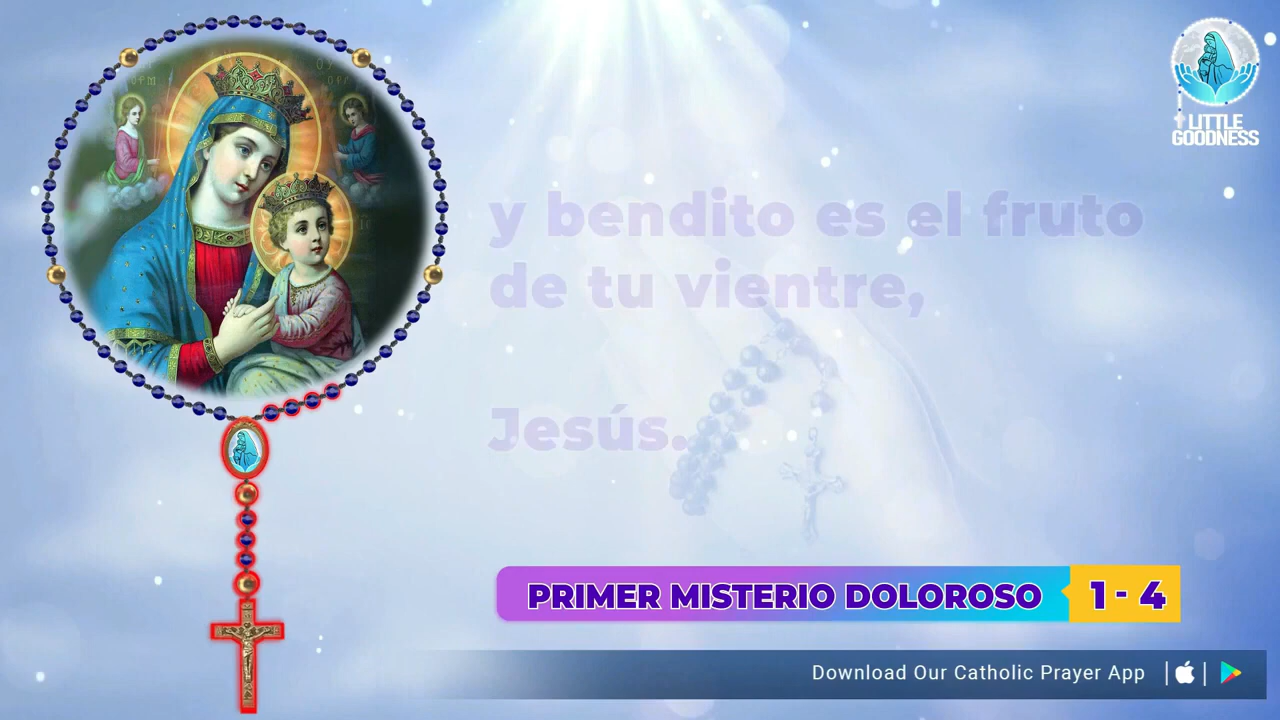 LITTLE
GOODNESS
y bendito es el fruto
de tu vientre,
Jesús.
PRIMER MISTERIO DOLOROSO 1 - 4
Download Our Catholic Prayer App